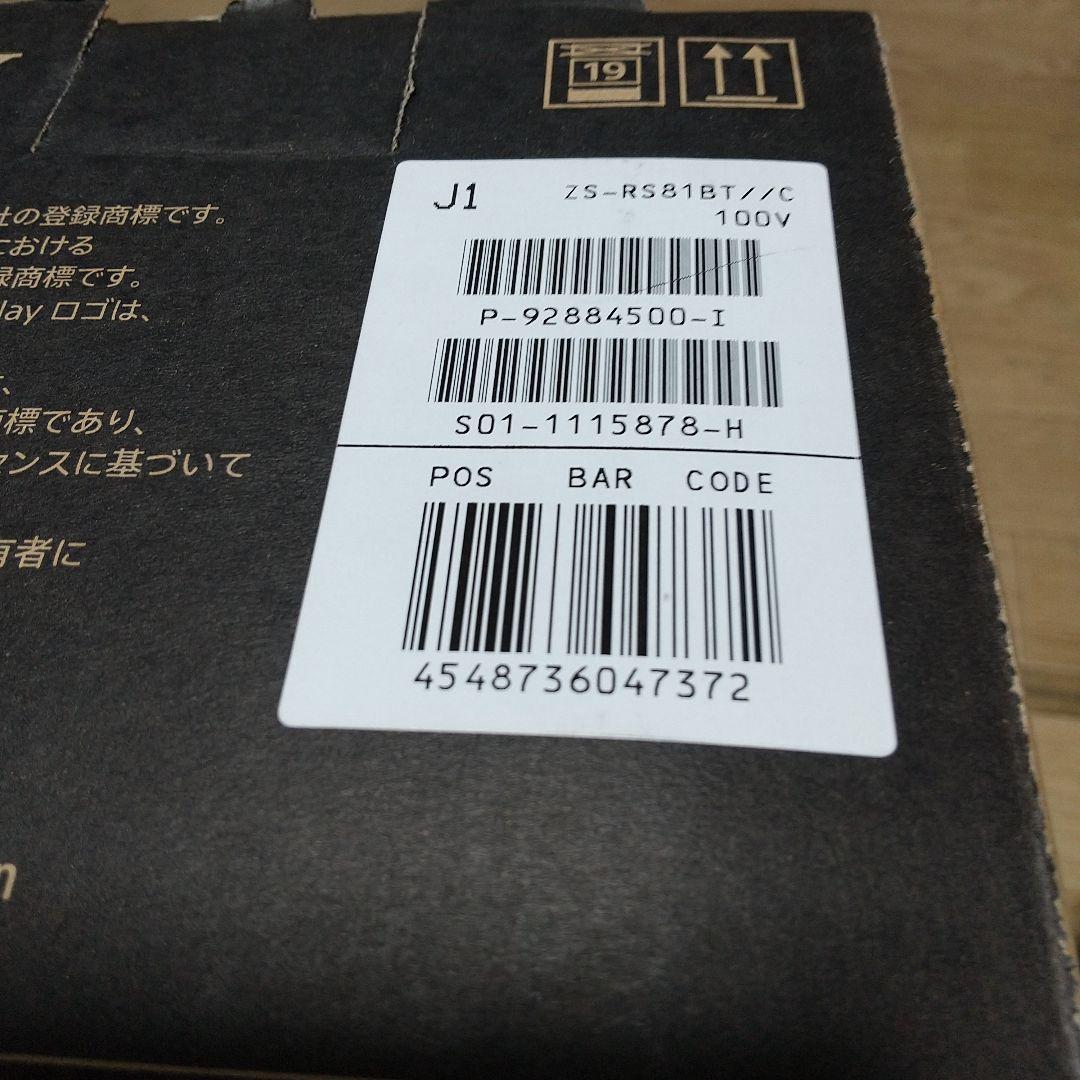 19
J1 ZS-RS81BT//C
100V
P-92884500-I
S01-1115878-H
POS BAR CODE
4548736047372
社の登録商標です。
における
録商標です。
lay ロゴは、
、
標であり、
センスに基づいて
有者に
m